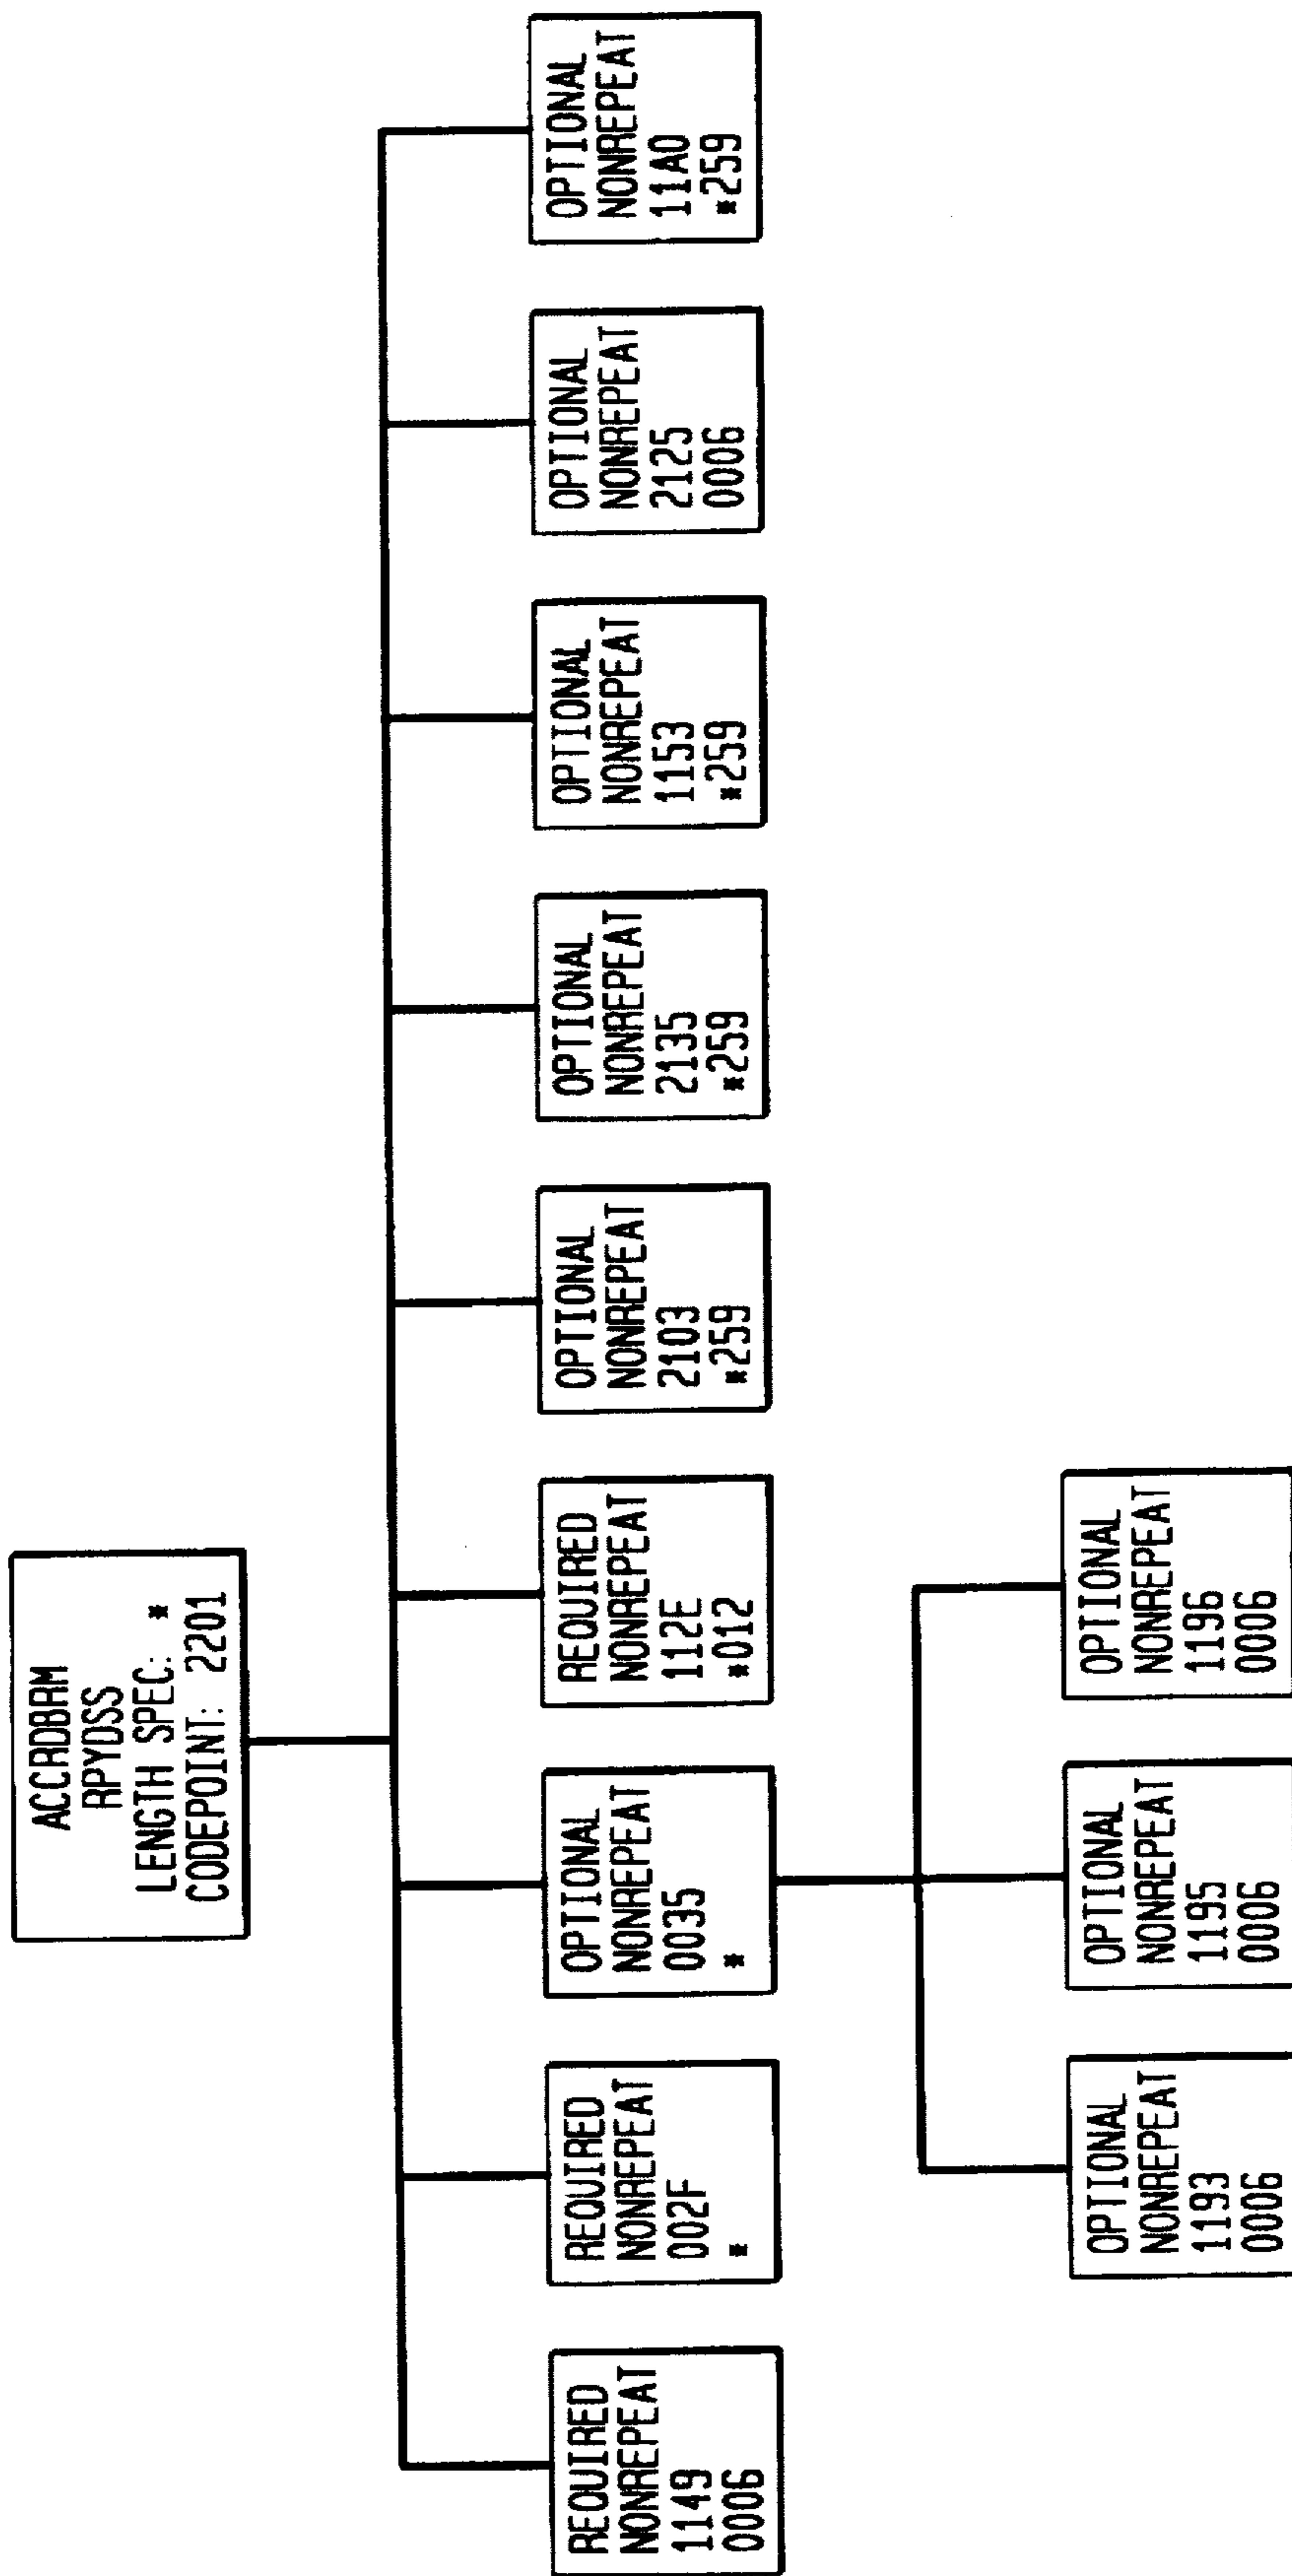 ACCRDBRM
RPYDSS
LENGTH SPEC: *
CODEPOINT: 2201
REQUIRED
NONREPEAT
1149
0006
REQUIRED
NONREPEAT
002F
*
OPTIONAL
NONREPEAT
0035
*
REQUIRED
NONREPEAT
112E
*012
OPTIONAL
NONREPEAT
2103
*259
OPTIONAL
NONREPEAT
2135
*259
OPTIONAL
NONREPEAT
1153
*259
OPTIONAL
NONREPEAT
2125
0006
OPTIONAL
NONREPEAT
11A0
*259
OPTIONAL
NONREPEAT
1193
0006
OPTIONAL
NONREPEAT
1195
0006
OPTIONAL
NONREPEAT
1196
0006